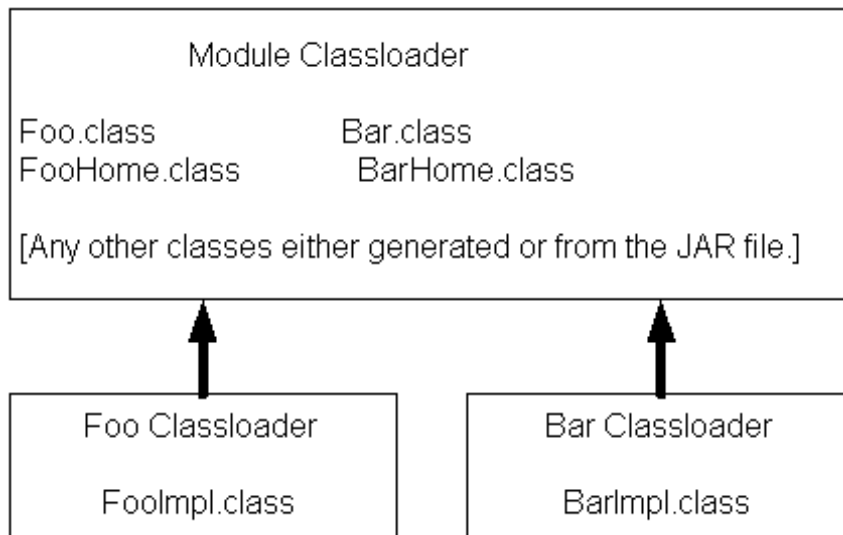 Module Classloader
Foo.class Bar.class
FooHome.class BarHome.class
[Any other classes either generated or from the JAR file.]
Foo Classloader Bar Classloader
FooImpl.class BarImpl.class